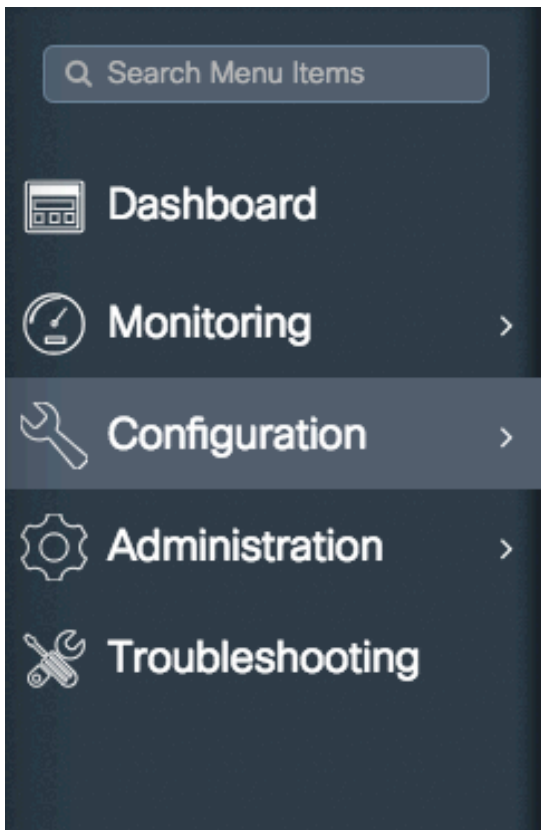 Search Menu Items
Dashboard
Monitoring
Configuration
Administration
Troubleshooting